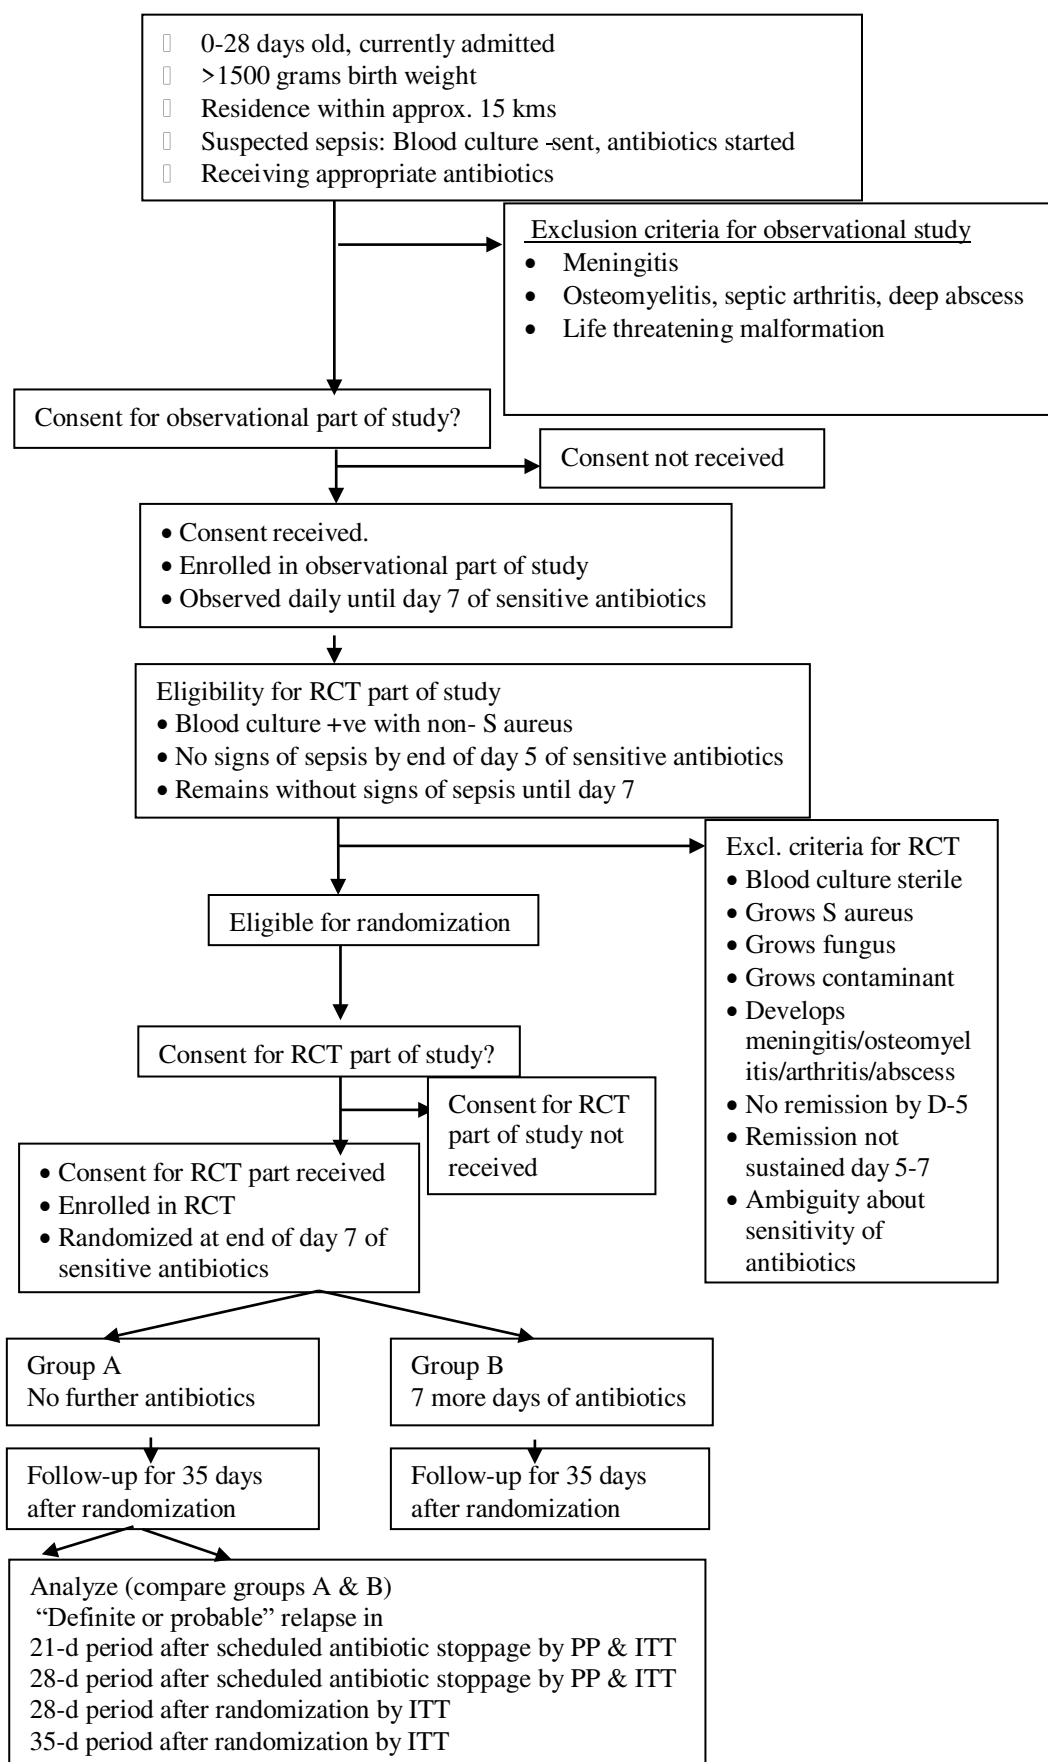 0-28 days old, currently admitted
>1500 grams birth weight
Residence within approx. 15 kms
Suspected sepsis: Blood culture -sent, antibiotics started
Receiving appropriate antibiotics
Exclusion criteria for observational study
• Meningitis
• Osteomyelitis, septic arthritis, deep abscess
• Life threatening malformation
Consent for observational part of study?
Consent not received
• Consent received.
• Enrolled in observational part of study
• Observed daily until day 7 of sensitive antibiotics
Eligibility for RCT part of study
• Blood culture +ve with non- S aureus
• No signs of sepsis by end of day 5 of sensitive antibiotics
• Remains without signs of sepsis until day 7
Excl. criteria for RCT
• Blood culture sterile
• Grows S aureus
• Grows fungus
• Grows contaminant
• Develops
meningitis/osteomyel
itis/arthritis/abscess
• No remission by D-5
• Remission not
sustained day 5-7
• Ambiguity about
sensitivity of
antibiotics
Eligible for randomization
Consent for RCT part of study?
Consent for RCT
part of study not
received
• Consent for RCT part received
• Enrolled in RCT
• Randomized at end of day 7 of
sensitive antibiotics
Group A
No further antibiotics
Group B
7 more days of antibiotics
Follow-up for 35 days
after randomization
Follow-up for 35 days
after randomization
Analyze (compare groups A & B)
“Definite or probable” relapse in
21-d period after scheduled antibiotic stoppage by PP & ITT
28-d period after scheduled antibiotic stoppage by PP & ITT
28-d period after randomization by ITT
35-d period after randomization by ITT